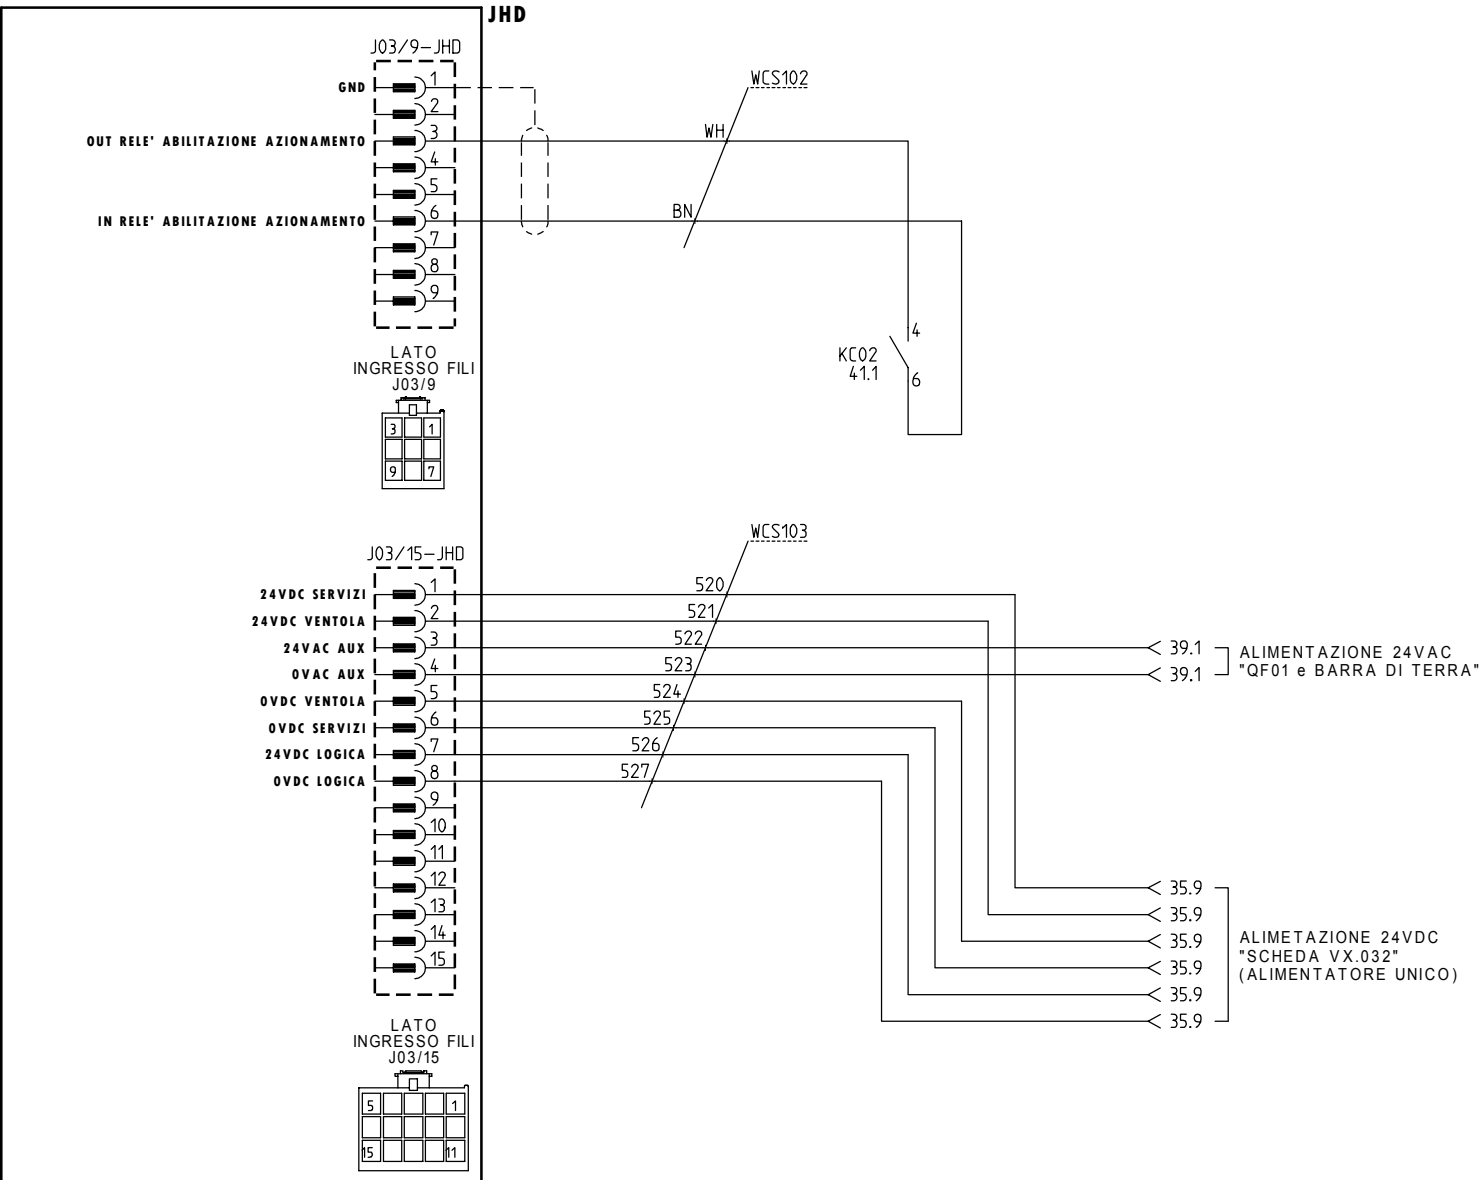 JHD
J03/9-JHD
GND
1
2
OUT RELE' ABILITAZIONE AZIONAMENTO
3
4
5
IN RELE' ABILITAZIONE AZIONAMENTO
6
7
8
9
WCS102
WH
BN
KC02
41.1
4
6
LATO
INGRESSO FILI
J03/9
3 1
9 7
J03/15-JHD
WCS103
24VDC SERVIZI 1 520
24VDC VENTOLA 2 521
24VAC AUX 3 522 39.1
0VAC AUX 4 523 39.1
0VDC VENTOLA 5 524
0VDC SERVIZI 6 525
24VDC LOGICA 7 526
0VDC LOGICA 8 527
9
10
11
12
13
14
15
ALIMENTAZIONE 24VAC
"QF01 e BARRA DI TERRA"
35.9
35.9
35.9
35.9
35.9
35.9
ALIMETAZIONE 24VDC
"SCHEDA VX.032"
(ALIMENTATORE UNICO)
LATO
INGRESSO FILI
J03/15
5 1
15 11